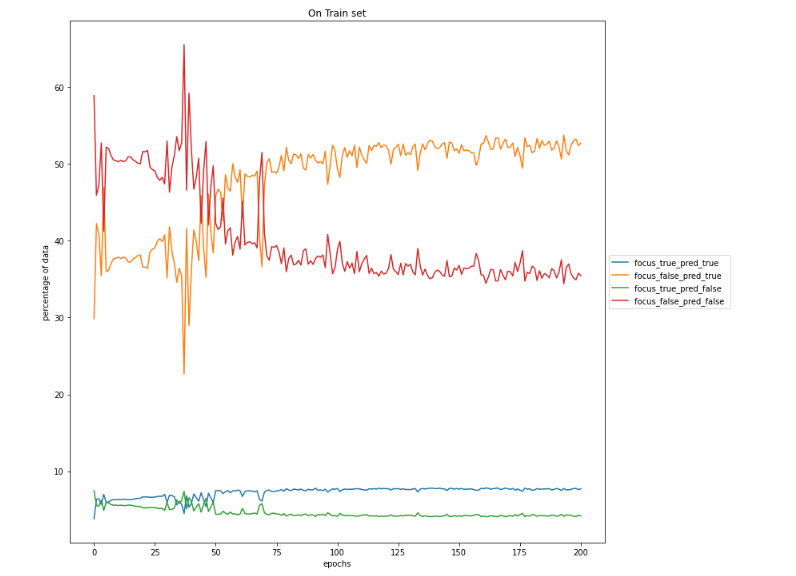 On Train set
60
50
40
30
20
10
percentage of data
0
25
50
75
100
125
150
175
200
epochs
focus_true_pred_true
focus_false_pred_true
focus_true_pred_false
focus_false_pred_false